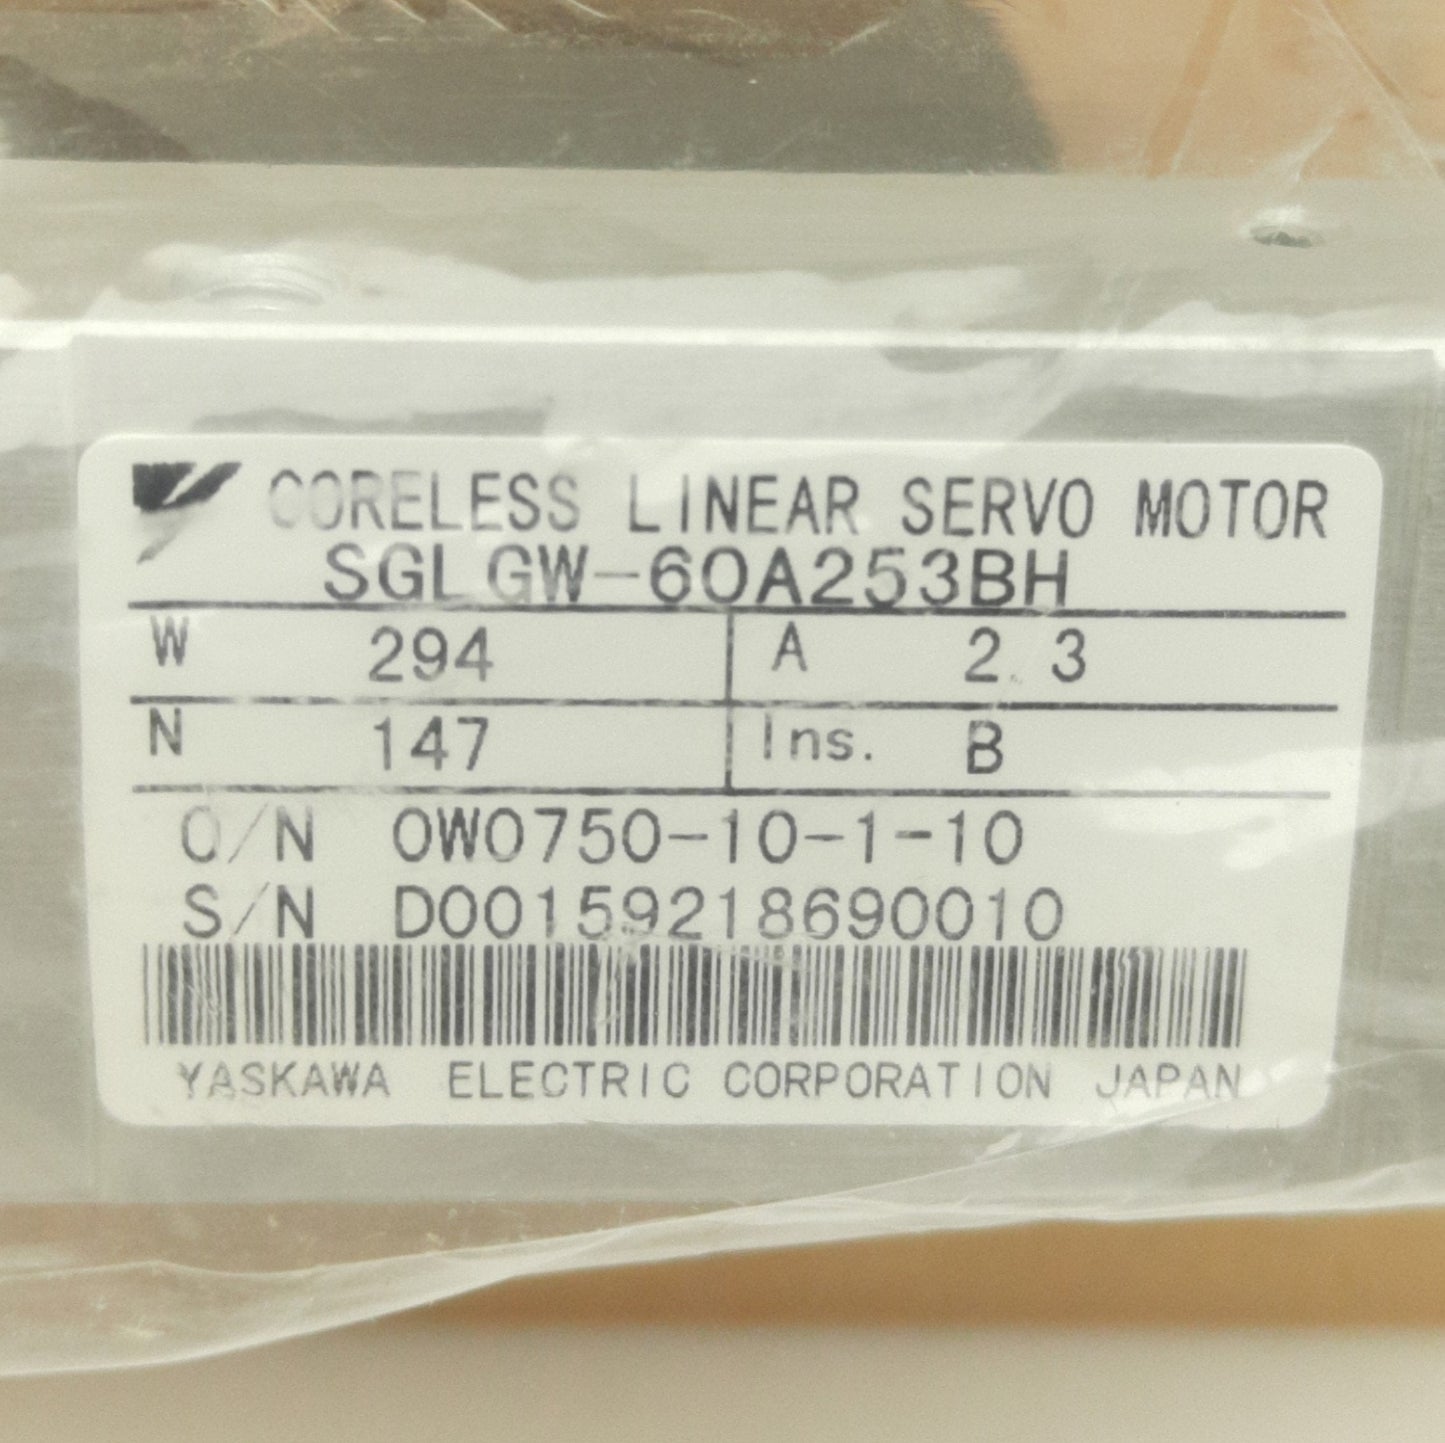 CORELESS LINEAR SERVO MOTOR
SGLGW-60A253BH
W 294 A 2.3
N 147 Ins. B
O/N 0W0750-10-1-10
S/N D00159218690010
YASKAWA ELECTRIC CORPORATION JAPAN